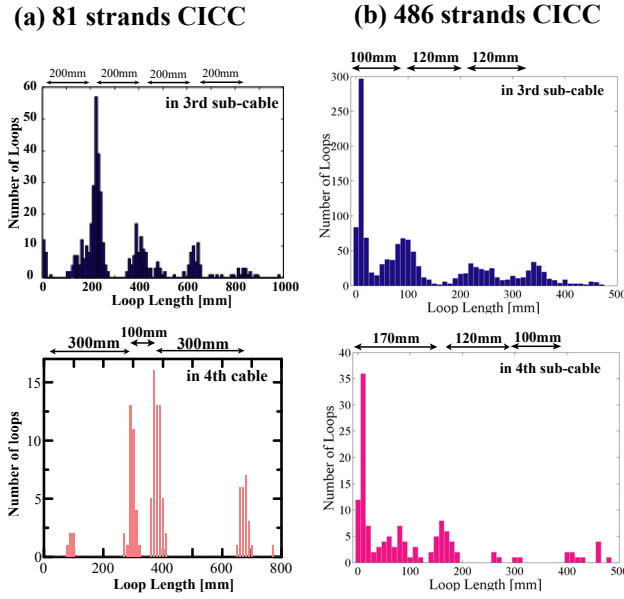 (a) 81 strands CICC
200mm 200mm 200mm 200mm
in 3rd sub-cable
Number of Loops
60
50
40
30
20
10
0
0 200 400 600 800 1000
Loop Length [mm]
300mm 100mm 300mm
in 4th cable
Number of loops
15
10
5
0
0 200 400 600 800
Loop Length [mm]
(b) 486 strands CICC
100mm 120mm 120mm
in 3rd sub-cable
Number of Loops
300
250
200
150
100
50
0
0 100 200 300 400 500
Loop Length [mm]
170mm 120mm 100mm
in 4th sub-cable
Number of Loops
40
35
30
25
20
15
10
5
0
0 100 200 300 400 500
Loop Length [mm]